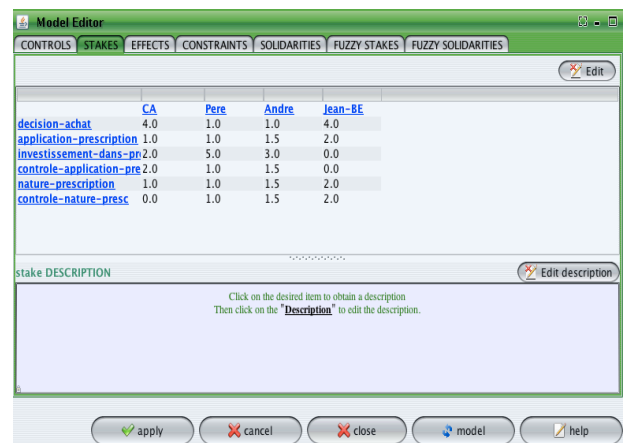 Model Editor
CONTROLS STAKES EFFECTS CONSTRAINTS SOLIDARITIES FUZZY STAKES FUZZY SOLIDARITIES
Edit
CA Pere Andre Jean-BE
decision-achat 4.0 1.0 1.0 4.0
application-prescription 1.0 1.0 1.5 2.0
investissement-dans-pr 2.0 5.0 3.0 0.0
controle-application-pre 2.0 1.0 1.5 0.0
nature-prescription 1.0 1.0 1.5 2.0
controle-nature-presc 0.0 1.0 1.5 2.0
stake DESCRIPTION Edit description
Click on the desired item to obtain a description
Then click on the "Description" to edit the description.
apply cancel close model help